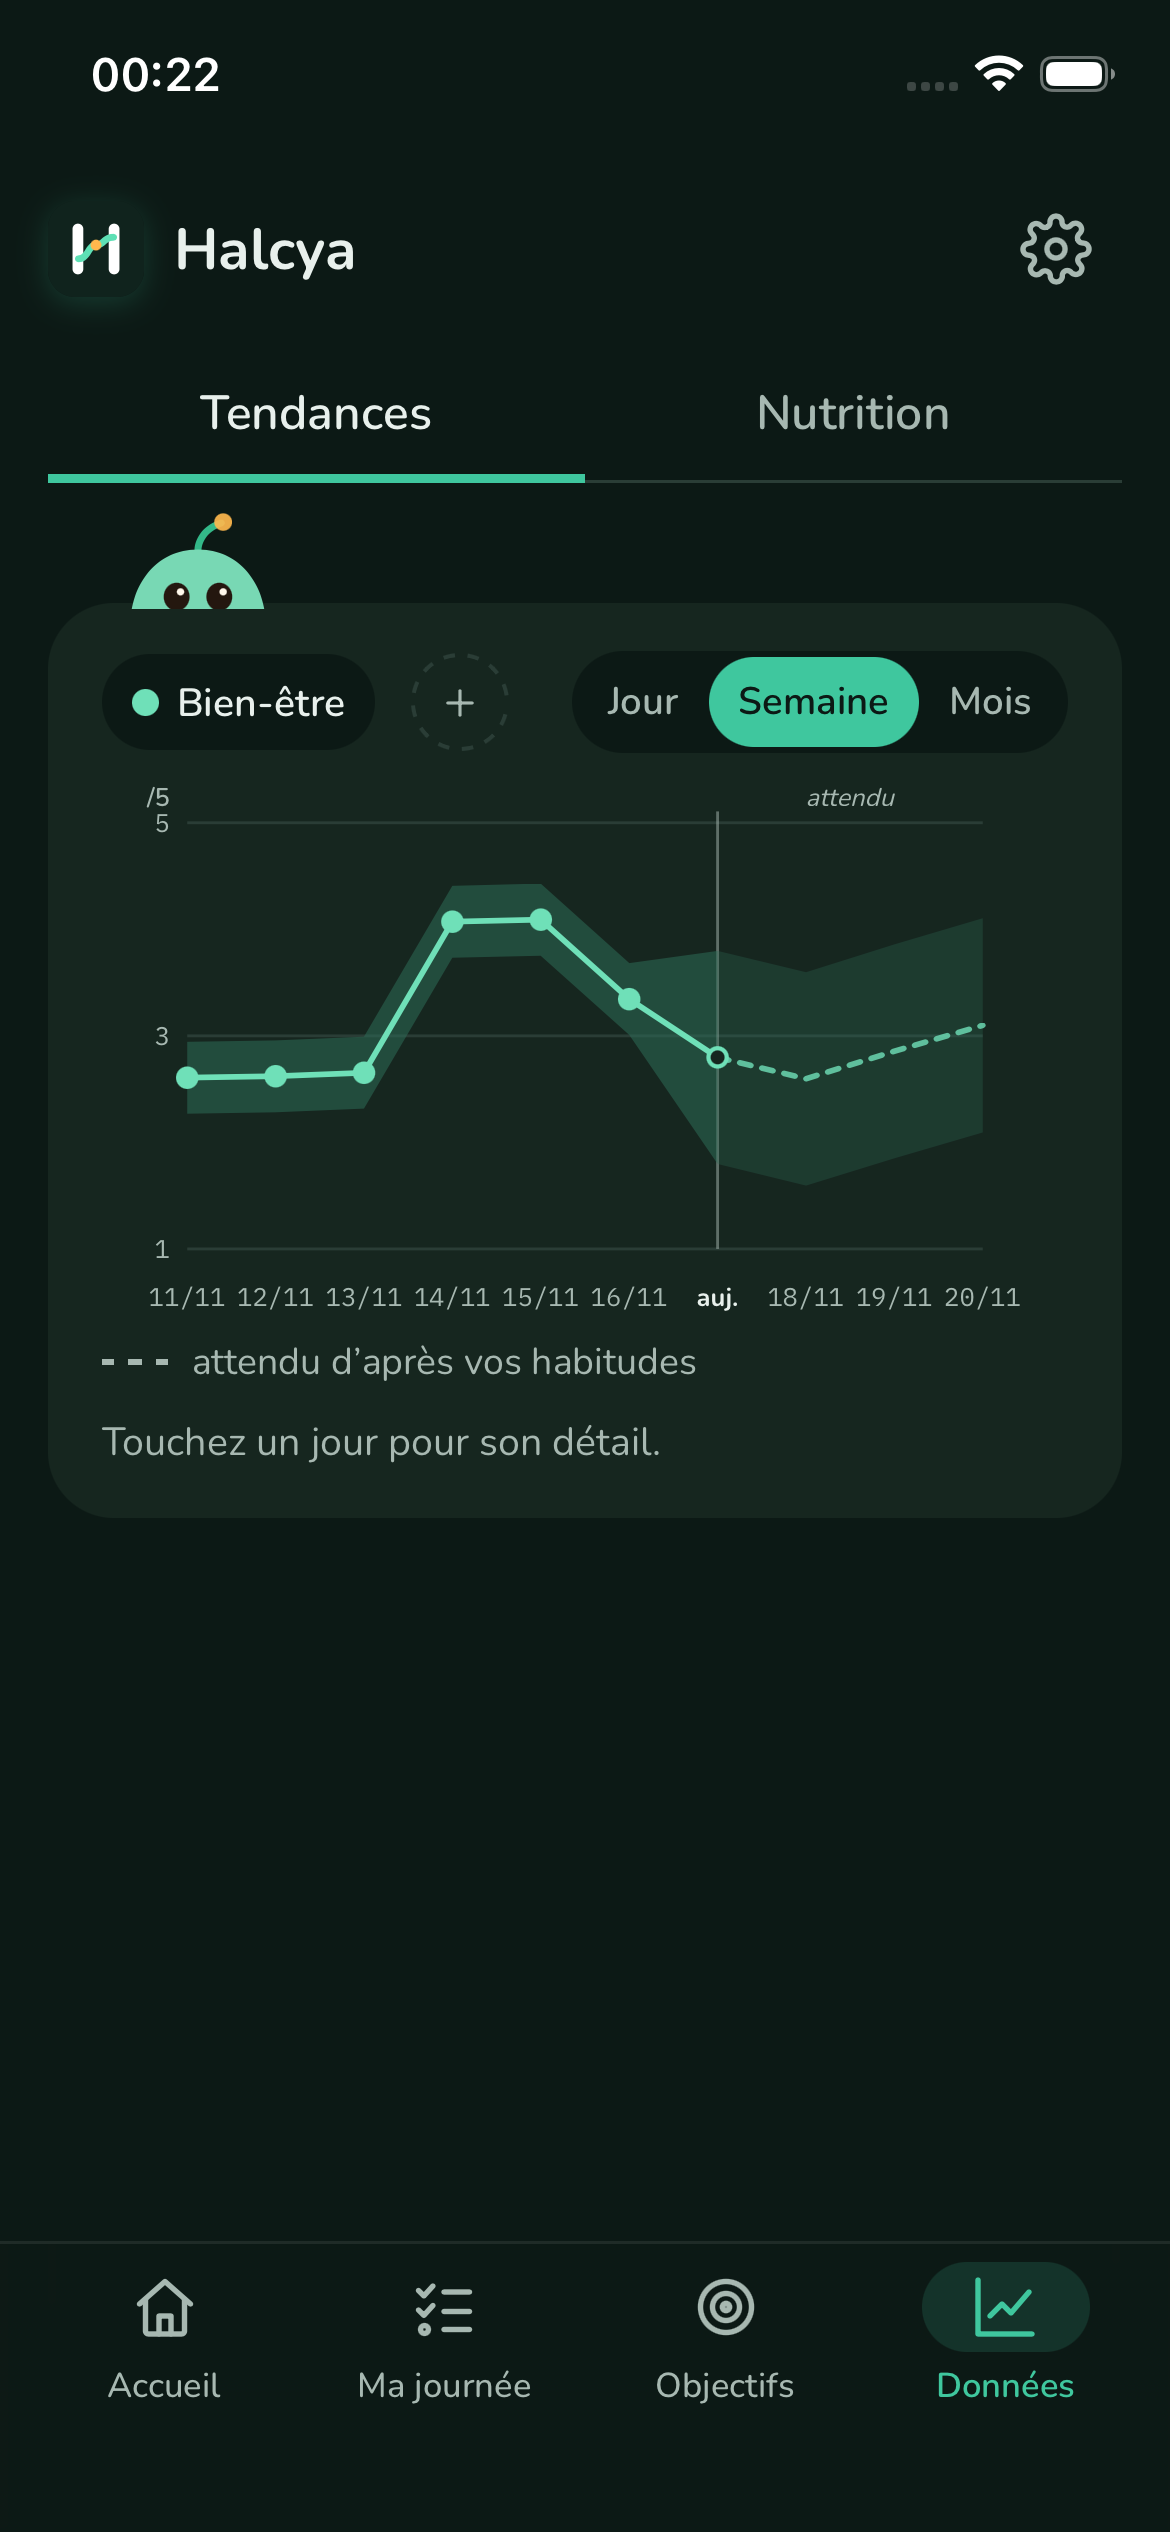 00:22
Halcya
Tendances Nutrition
Bien-être + Jour Semaine Mois
/5 attendu
5
3
1
11/11 12/11 13/11 14/11 15/11 16/11 auj. 18/11 19/11 20/11
attendu d’après vos habitudes
Touchez un jour pour son détail.
Accueil Ma journée Objectifs Données